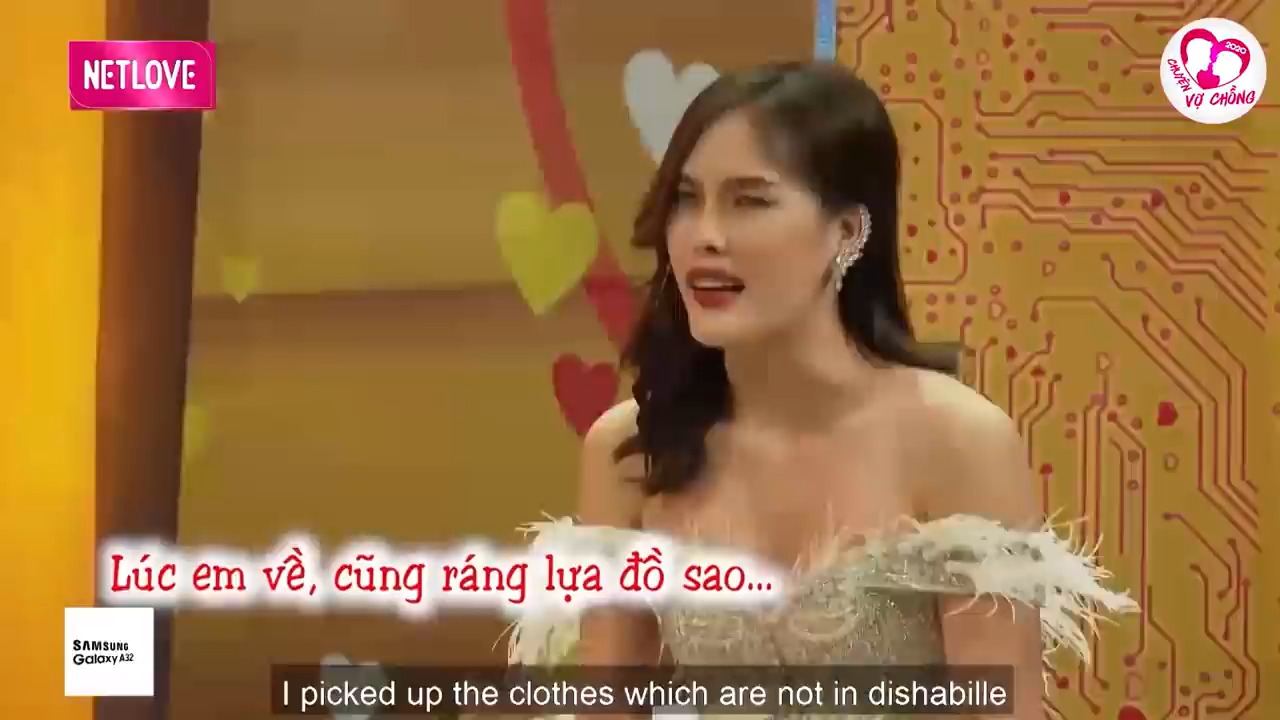 NETLOVE
2020
CHUYỆN
VỢ CHỒNG
Lúc em về, cũng ráng lựa đồ sao...
SAMSUNG
Galaxy A32
I picked up the clothes which are not in dishabille